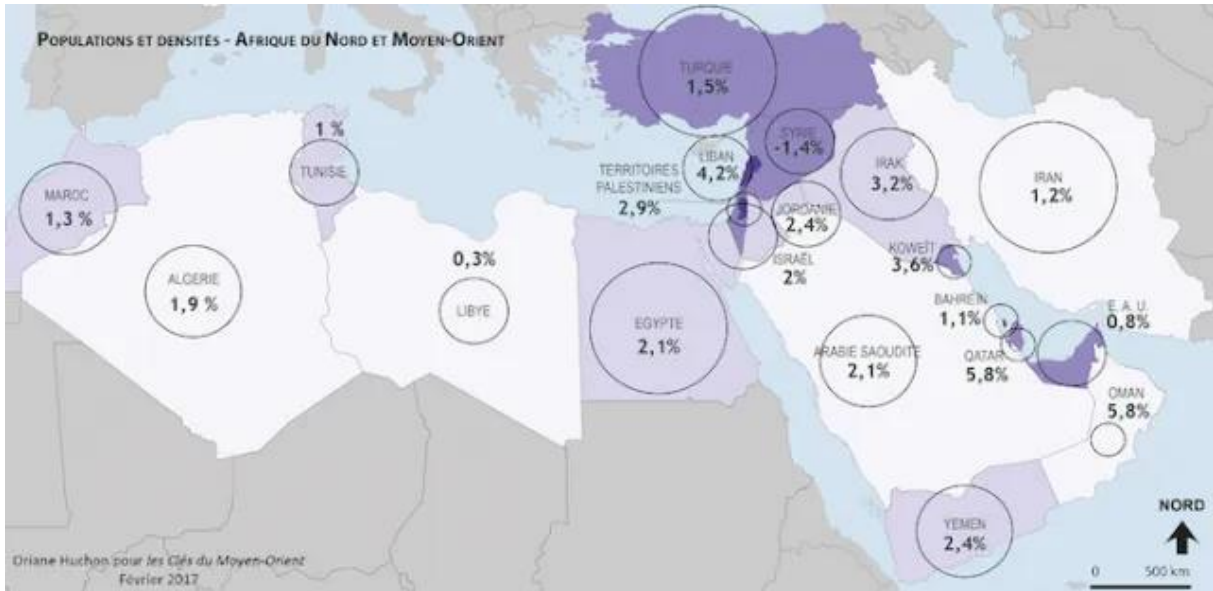 POPULATIONS ET DENSITÉS - AFRIQUE DU NORD ET MOYEN-ORIENT
TURQUIE
1,5%
1 %
TUNISIE
SYRIE
-1,4%
LIBAN
4,2%
TERRITOIRES
PALESTINIENS
2,9%
IRAK
3,2%
IRAN
1,2%
MAROC
1,3 %
JORDANIE
2,4%
ISRAËL
2%
KOWEÏT
3,6%
0,3%
LIBYE
ALGERIE
1,9 %
EGYPTE
2,1%
BAHREIN
1,1%
E. A. U.
0,8%
ARABIE SAOUDITE
2,1%
QATAR
5,8%
OMAN
5,8%
YEMEN
2,4%
NORD
0 500 km
Oriane Huchon pour les Clés du Moyen-Orient
Février 2017